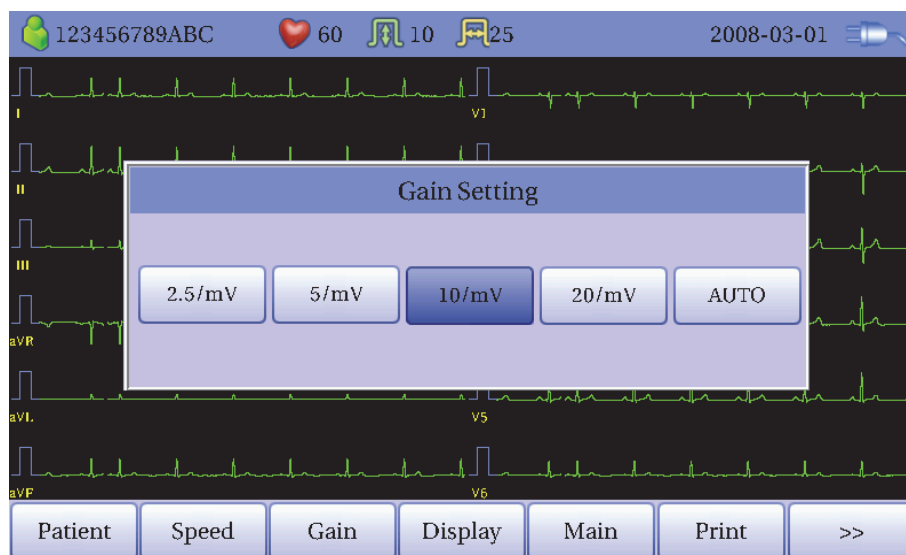 123456789ABC 60 10 25 2008-03-01
I V1
II
Gain Setting
III
2.5/mV 5/mV 10/mV 20/mV AUTO
aVR
aVL V5
aVF V6
Patient Speed Gain Display Main Print >>